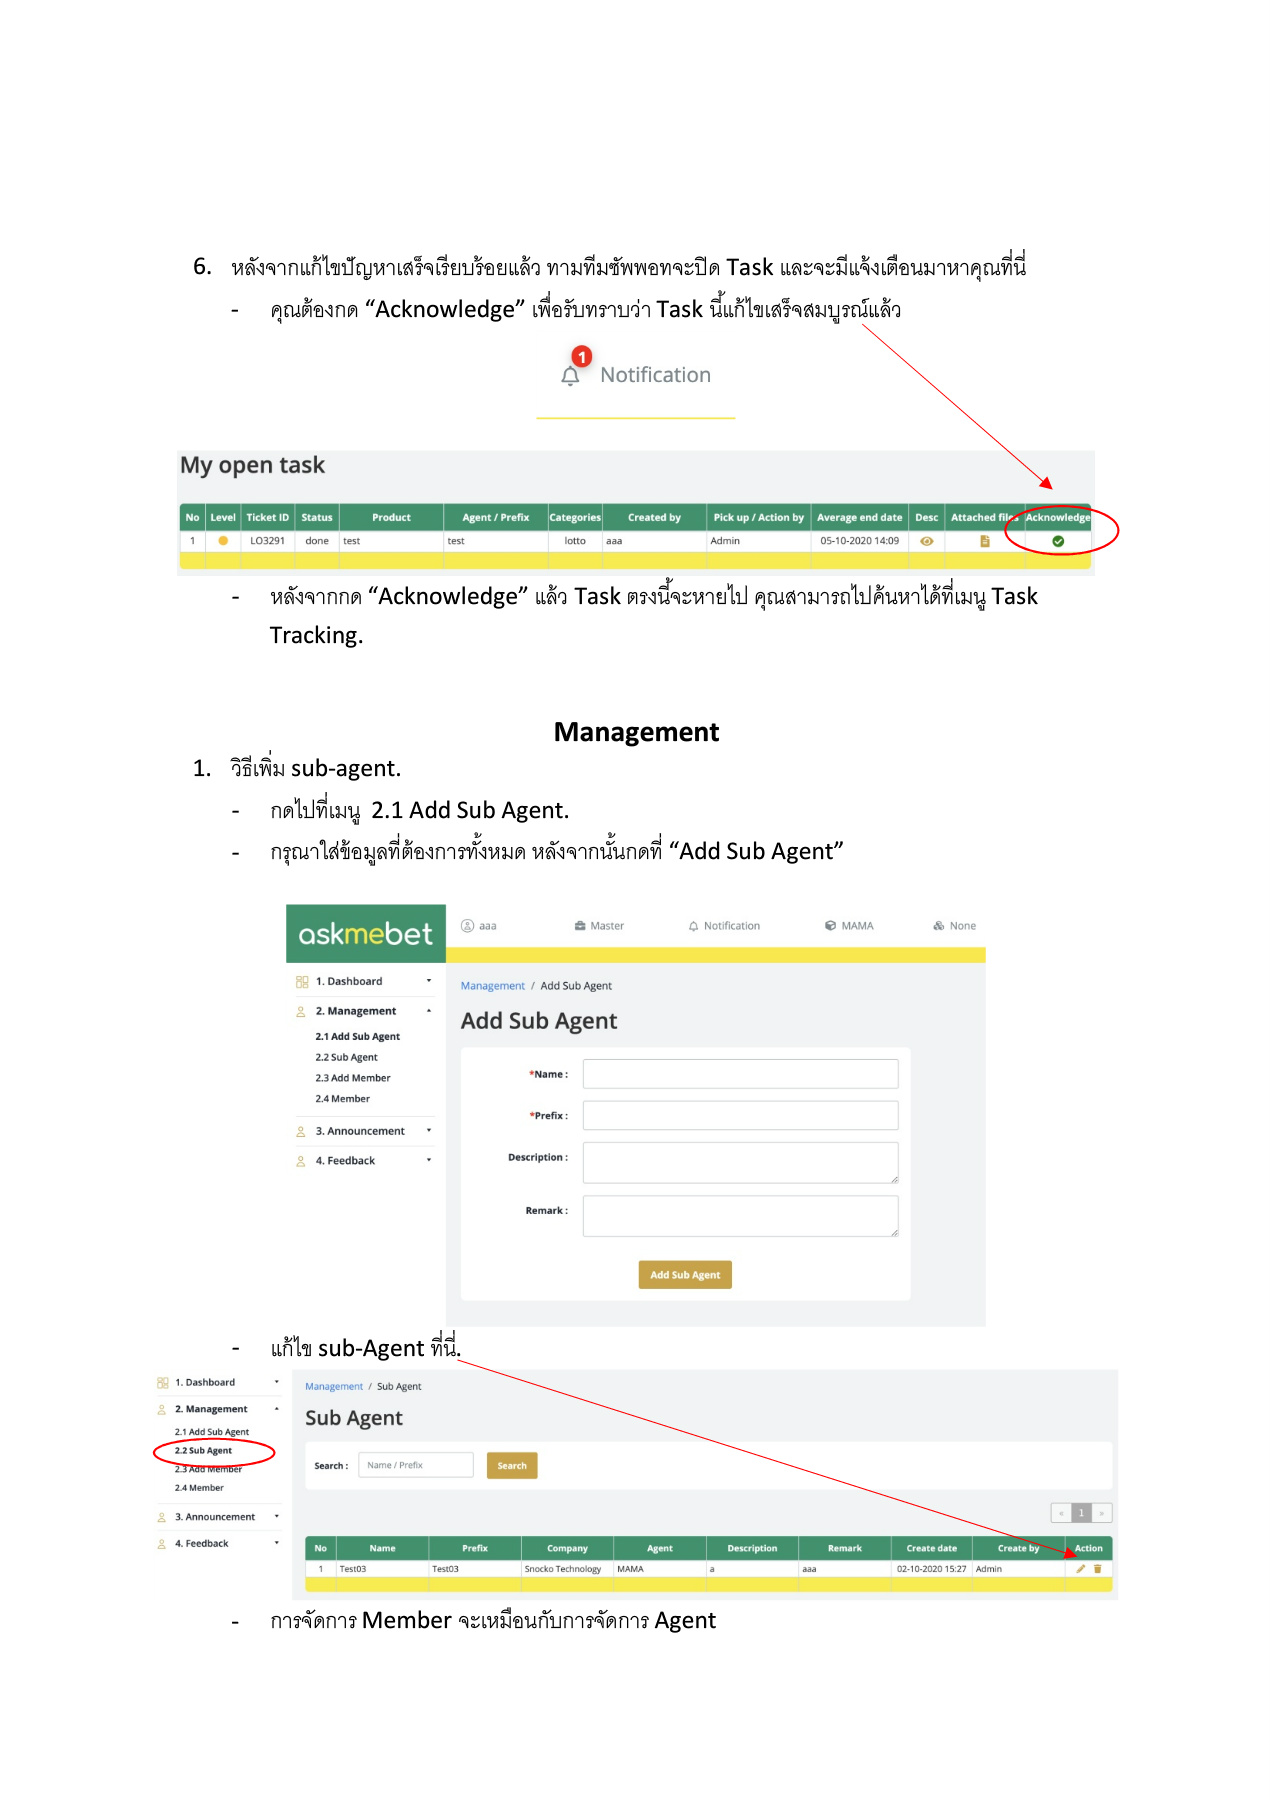 6. หลังจากแก้ไขปัญหาเสร็จเรียบร้อยแล้ว ทามทีมซัพพอทจะปิด Task และจะมีแจ้งเตือนมาหาคุณที่นี่
- คุณต้องกด “Acknowledge” เพื่อรับทราบว่า Task นี้แก้ไขเสร็จสมบูรณ์แล้ว
1
Notification
My open task
No Level Ticket ID Status Product Agent / Prefix Categories Created by Pick up / Action by Average end date Desc Attached files Acknowledge
1 LO3291 done test test lotto aaa Admin 05-10-2020 14:09
- หลังจากกด “Acknowledge” แล้ว Task ตรงนี้จะหายไป คุณสามารถไปค้นหาได้ที่เมนู Task
Tracking.
Management
1. วิธีเพิ่ม sub-agent.
- กดไปที่เมนู 2.1 Add Sub Agent.
- กรุณาใส่ข้อมูลที่ต้องการทั้งหมด หลังจากนั้นกดที่ “Add Sub Agent”
askmebet aaa Master Notification MAMA None
1. Dashboard
2. Management
2.1 Add Sub Agent
2.2 Sub Agent
2.3 Add Member
2.4 Member
3. Announcement
4. Feedback
Management / Add Sub Agent
Add Sub Agent
*Name :
*Prefix :
Description :
Remark :
Add Sub Agent
- แก้ไข sub-Agent ที่นี่.
1. Dashboard
2. Management
2.1 Add Sub Agent
2.2 Sub Agent
2.3 Add Member
2.4 Member
3. Announcement
4. Feedback
Management / Sub Agent
Sub Agent
Search : Name / Prefix Search
« 1 »
No Name Prefix Company Agent Description Remark Create date Create by Action
1 Test03 Test03 Snocko Technology MAMA a aaa 02-10-2020 15:27 Admin
- การจัดการ Member จะเหมือนกับการจัดการ Agent